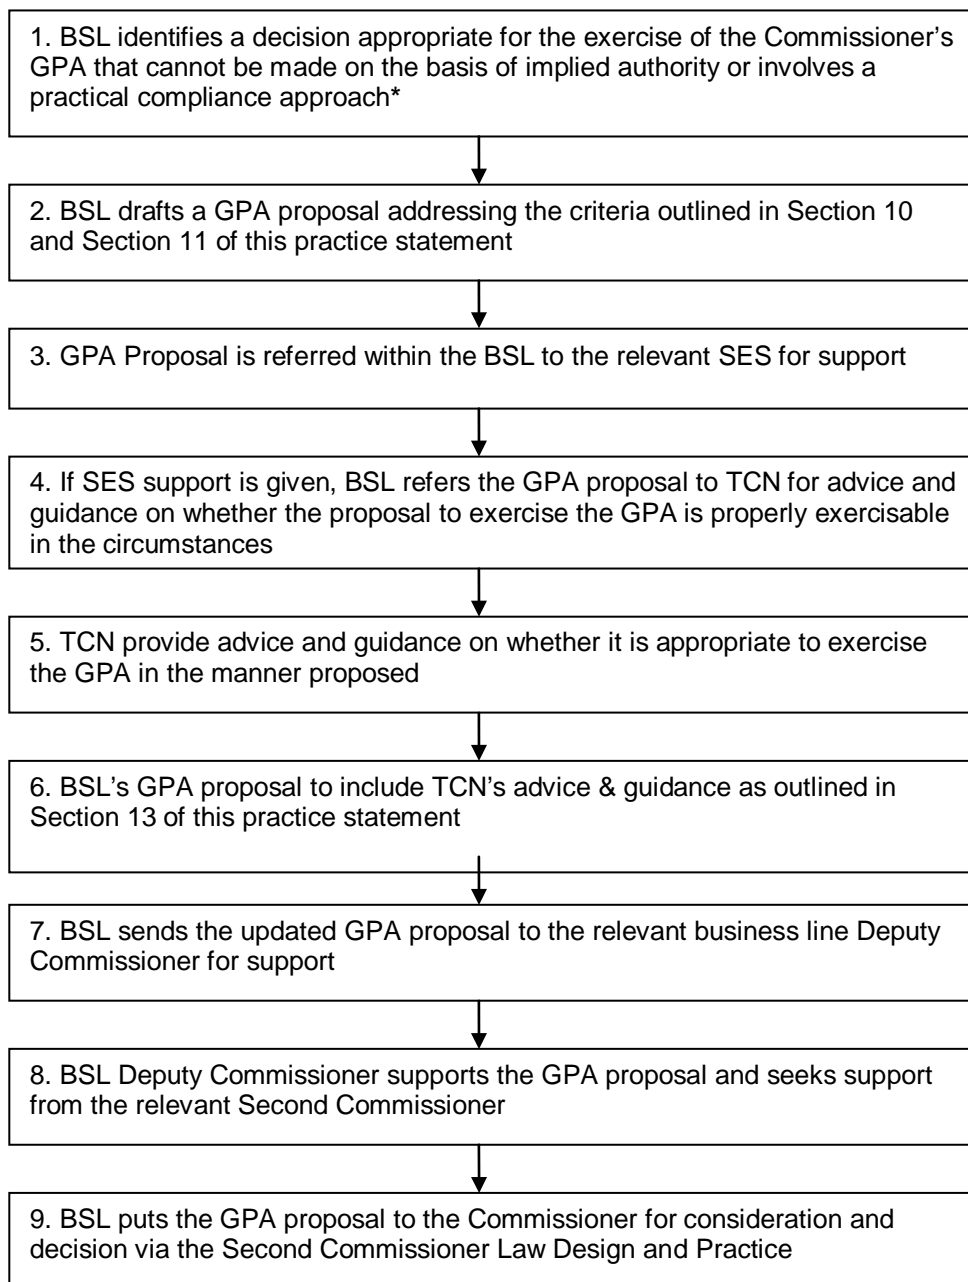 1. BSL identifies a decision appropriate for the exercise of the Commissioner’s
GPA that cannot be made on the basis of implied authority or involves a
practical compliance approach*
2. BSL drafts a GPA proposal addressing the criteria outlined in Section 10
and Section 11 of this practice statement
3. GPA Proposal is referred within the BSL to the relevant SES for support
4. If SES support is given, BSL refers the GPA proposal to TCN for advice and
guidance on whether the proposal to exercise the GPA is properly exercisable
in the circumstances
5. TCN provide advice and guidance on whether it is appropriate to exercise
the GPA in the manner proposed
6. BSL’s GPA proposal to include TCN’s advice & guidance as outlined in
Section 13 of this practice statement
7. BSL sends the updated GPA proposal to the relevant business line Deputy
Commissioner for support
8. BSL Deputy Commissioner supports the GPA proposal and seeks support
from the relevant Second Commissioner
9. BSL puts the GPA proposal to the Commissioner for consideration and
decision via the Second Commissioner Law Design and Practice